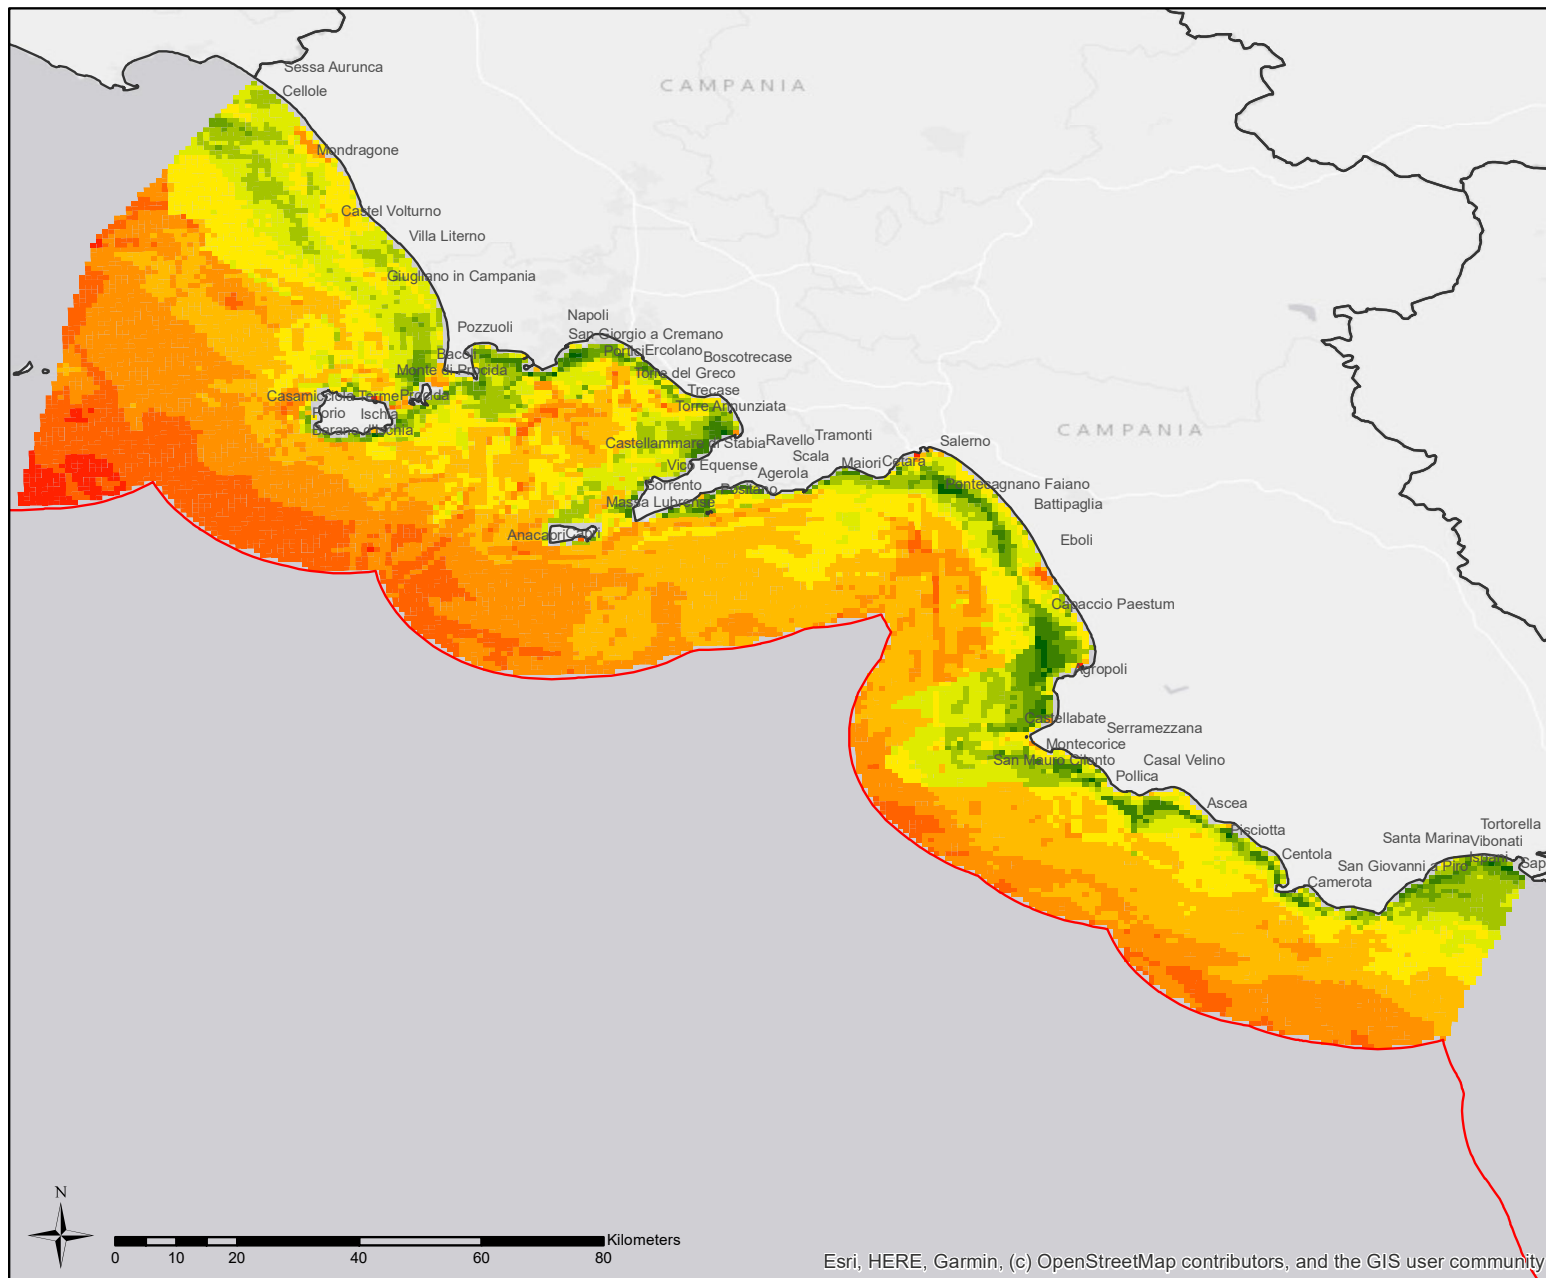 Sessa Aurunca
CAMPANIA
Cellole
Mondragone
Castel Volturno
Villa Literno
Giugliano in Campania
Napoli
Pozzuoli
San Giorgio a Cremano
Bacoli
Portici
Ercolano
Boscotrecase
Monte di Procida
Torre del Greco
Casamicciola Terme
Procida
Trecase
Forio
Ischia
Torre Annunziata
Barano d'Ischia
CAMPANIA
Castellammare di Stabia
Ravello
Tramonti
Salerno
Scala
Vico Equense
Agerola
Maiori
Cetara
Sorrento
Positano
Pontecagnano Faiano
Massa Lubrense
Battipaglia
Anacapri
Capri
Eboli
Capaccio Paestum
Agropoli
Castellabate
Serramezzana
Montecorice
San Mauro Cilento
Casal Velino
Pollica
Ascea
Pisciotta
Tortorella
Santa Marina
Vibonati
Centola
Ispani
San Giovanni a Piro
Sap
Camerota
N
Kilometers
0 10 20 40 60 80
Esri, HERE, Garmin, (c) OpenStreetMap contributors, and the GIS user community